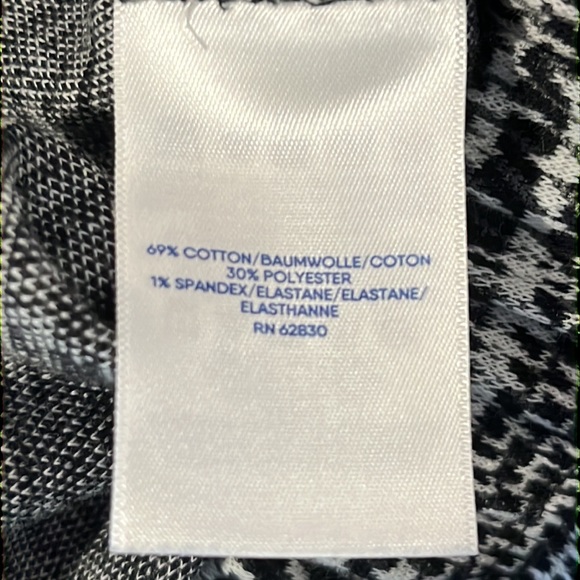 69% COTTON/BAUMWOLLE/COTON
30% POLYESTER
1% SPANDEX/ELASTANE/ELASTANE/
ELASTHANNE
RN 62830